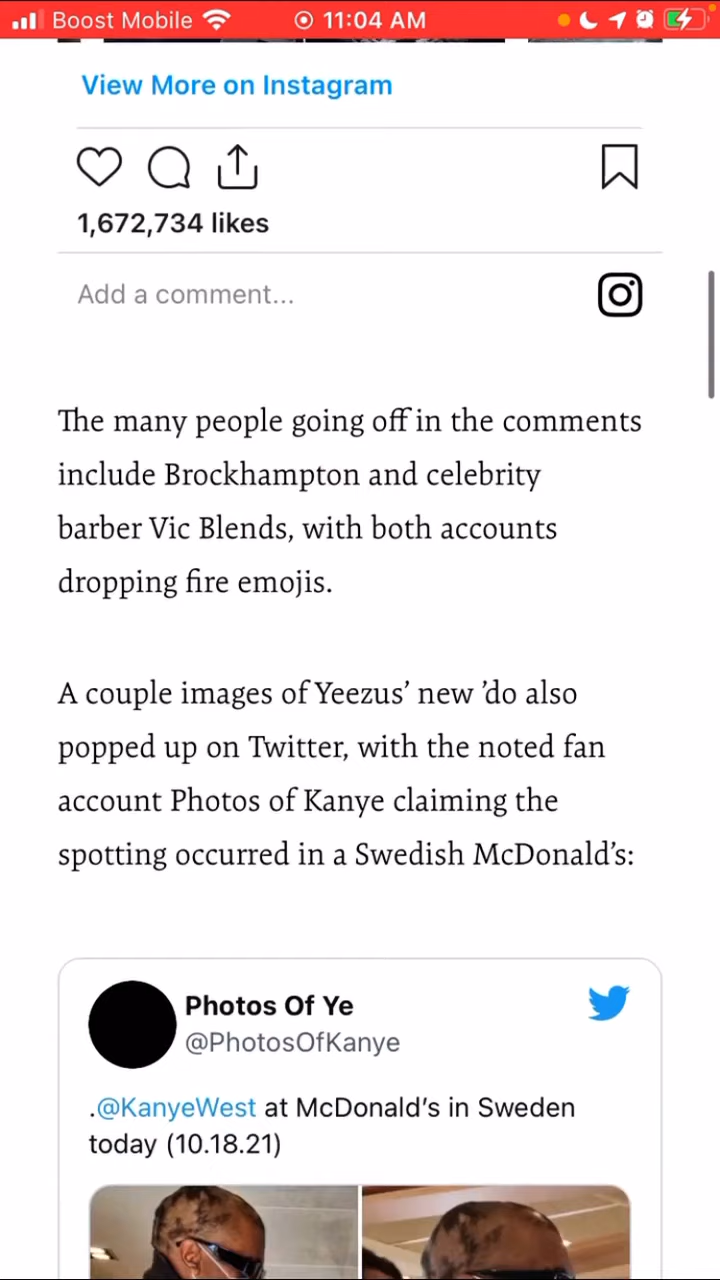 Boost Mobile 11:04 AM
View More on Instagram
1,672,734 likes
Add a comment...
The many people going off in the comments
include Brockhampton and celebrity
barber Vic Blends, with both accounts
dropping fire emojis.
A couple images of Yeezus’ new ’do also
popped up on Twitter, with the noted fan
account Photos of Kanye claiming the
spotting occurred in a Swedish McDonald’s:
Photos Of Ye
@PhotosOfKanye
.@KanyeWest at McDonald’s in Sweden
today (10.18.21)